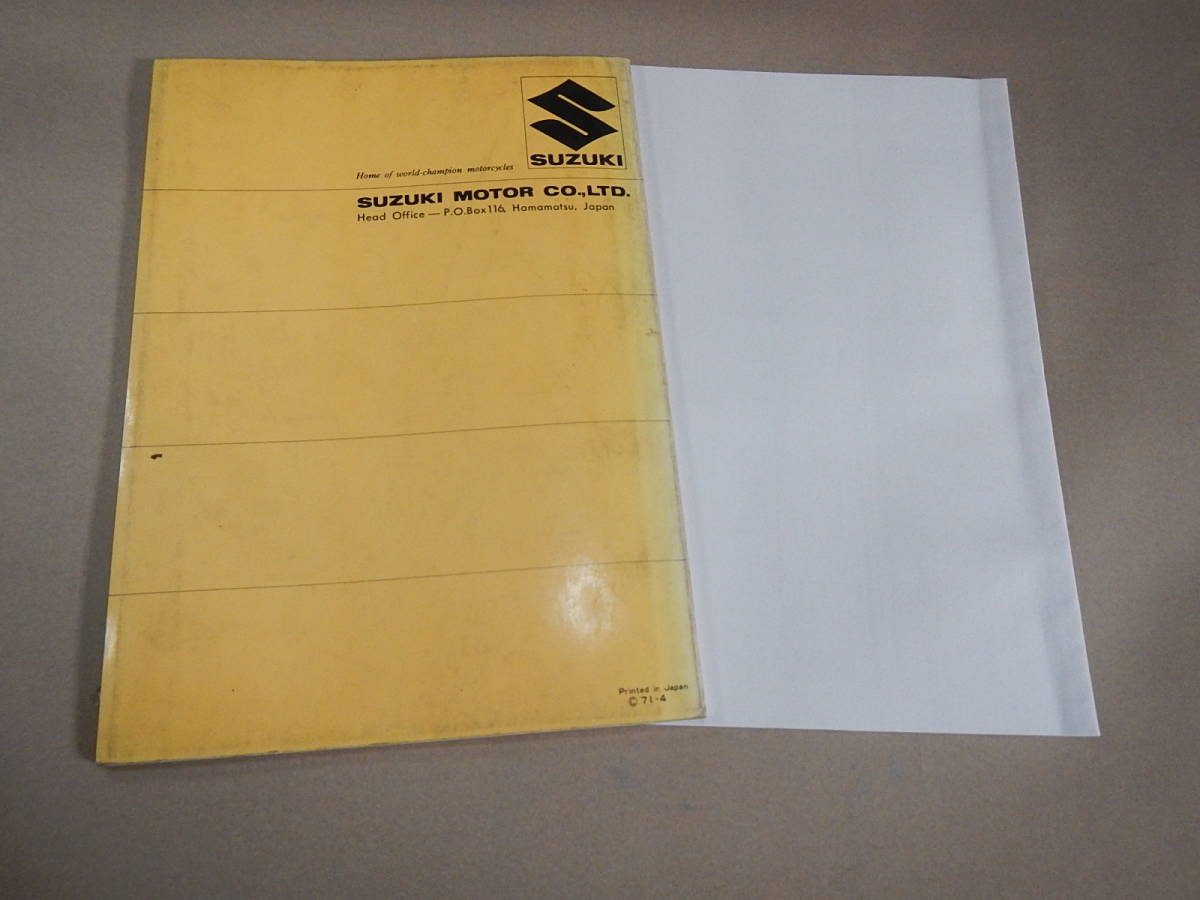 SUZUKI
Home of world-champion motorcycles
SUZUKI MOTOR CO.,LTD.
Head Office — P.O.Box116, Hamamatsu, Japan
Printed in Japan
© 71-4